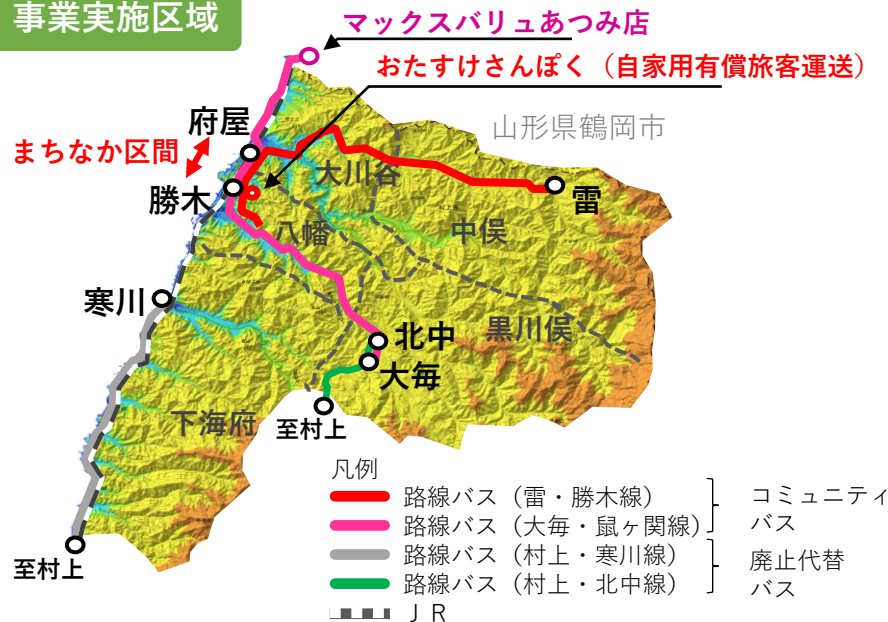 事業実施区域
マックスバリュあつみ店
おたすけさんぽく（自家用有償旅客運送）
山形県鶴岡市
府屋
まちなか区間
大川谷
雷
勝木
八幡
中俣
寒川
北中
黒川俣
大毎
下海府
至村上
凡例
路線バス（雷・勝木線）
路線バス（大毎・鼠ヶ関線）
コミュニティ
バス
路線バス（村上・寒川線）
路線バス（村上・北中線）
廃止代替
バス
至村上
ＪＲ